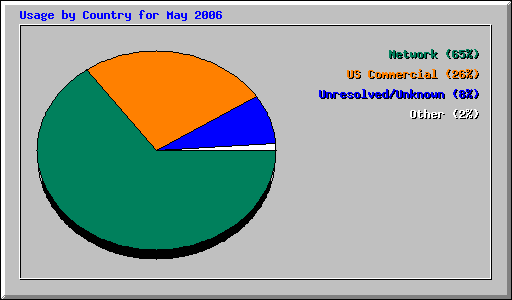 Usage by Country for May 2006
Network (65%)
US Commercial (26%)
Unresolved/Unknown (8%)
Other (2%)